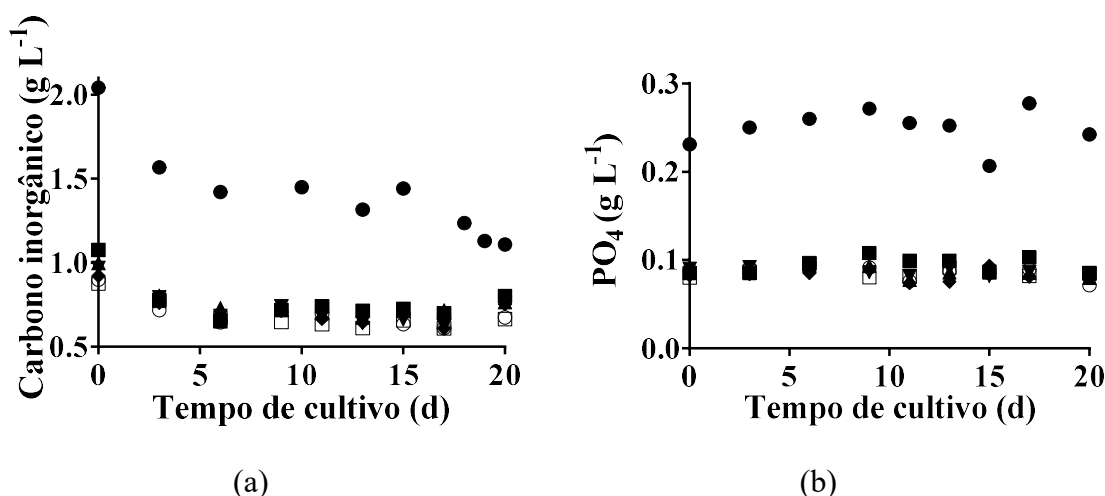 Carbono inorgânico (g L⁻¹)
2.0
1.5
1.0
0.5
0 5 10 15 20
Tempo de cultivo (d)
(a)
PO₄ (g L⁻¹)
0.3
0.2
0.1
0.0
0 5 10 15 20
Tempo de cultivo (d)
(b)